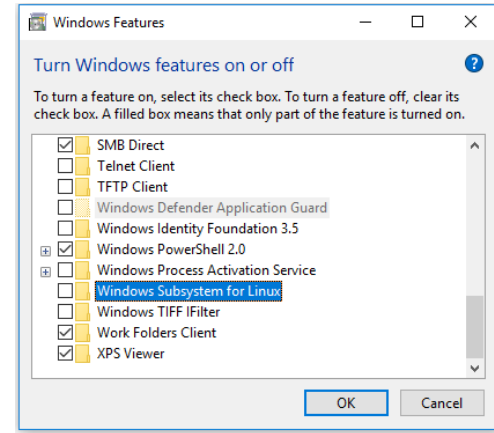 Windows Features
Turn Windows features on or off
?
To turn a feature on, select its check box. To turn a feature off, clear its
check box. A filled box means that only part of the feature is turned on.
SMB Direct
Telnet Client
TFTP Client
Windows Defender Application Guard
Windows Identity Foundation 3.5
Windows PowerShell 2.0
Windows Process Activation Service
Windows Subsystem for Linux
Windows TIFF IFilter
Work Folders Client
XPS Viewer
OK Cancel